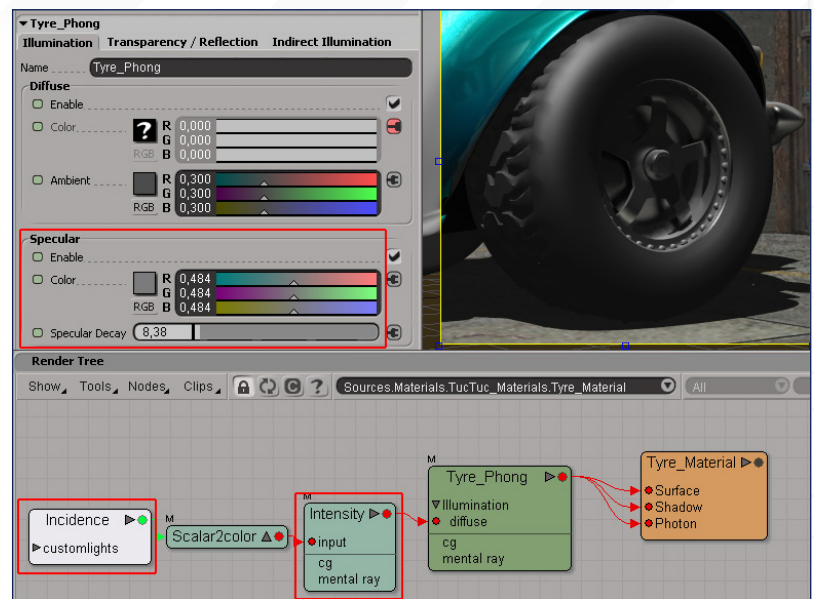 Tyre_Phong
Illumination Transparency / Reflection Indirect Illumination
Name Tyre_Phong
Diffuse
Enable
Color ? R 0,000
G 0,000
RGB B 0,000
Ambient R 0,300
G 0,300
RGB B 0,300
Specular
Enable
Color R 0,484
G 0,484
RGB B 0,484
Specular Decay 8,38
Render Tree
Show Tools Nodes Clips C ? Sources.Materials.TucTuc_Materials.Tyre_Material All
Incidence
customlights
M
Scalar2color
M
Intensity
input
cg
mental ray
M
Tyre_Phong
Illumination
diffuse
cg
mental ray
Tyre_Material
Surface
Shadow
Photon